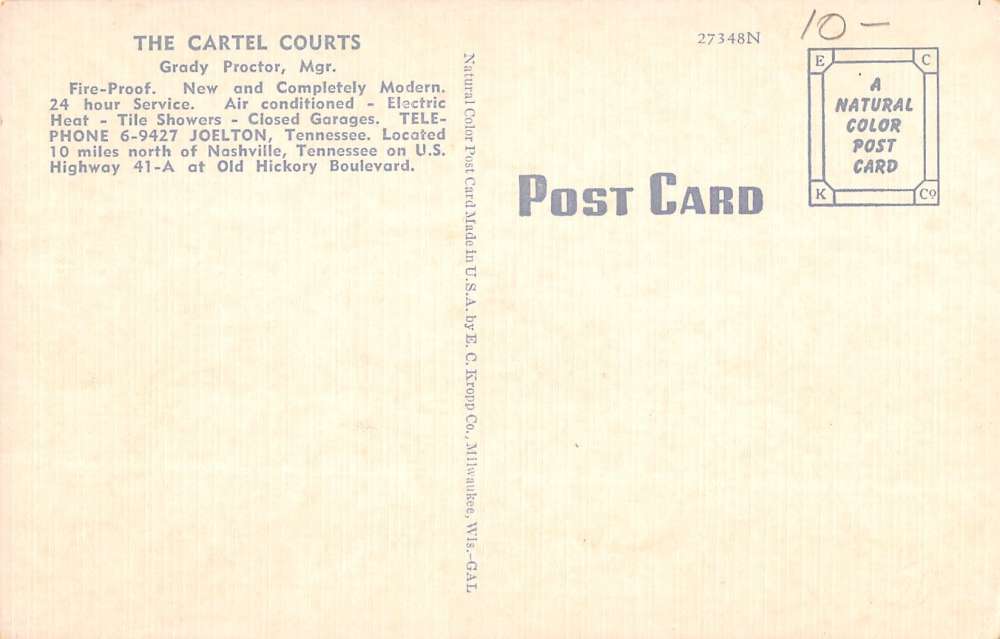 THE CARTEL COURTS
Grady Proctor, Mgr.
Fire-Proof. New and Completely Modern.
24 hour Service. Air conditioned - Electric
Heat - Tile Showers - Closed Garages. TELE-
PHONE 6-9427 JOELTON, Tennessee. Located
10 miles north of Nashville, Tennessee on U.S.
Highway 41-A at Old Hickory Boulevard.
Natural Color Post Card Made in U.S.A. by E. C. Kropp Co., Milwaukee, Wis.-GAL
27348N
10 -
POST CARD
E C
A
NATURAL
COLOR
POST
CARD
K Co